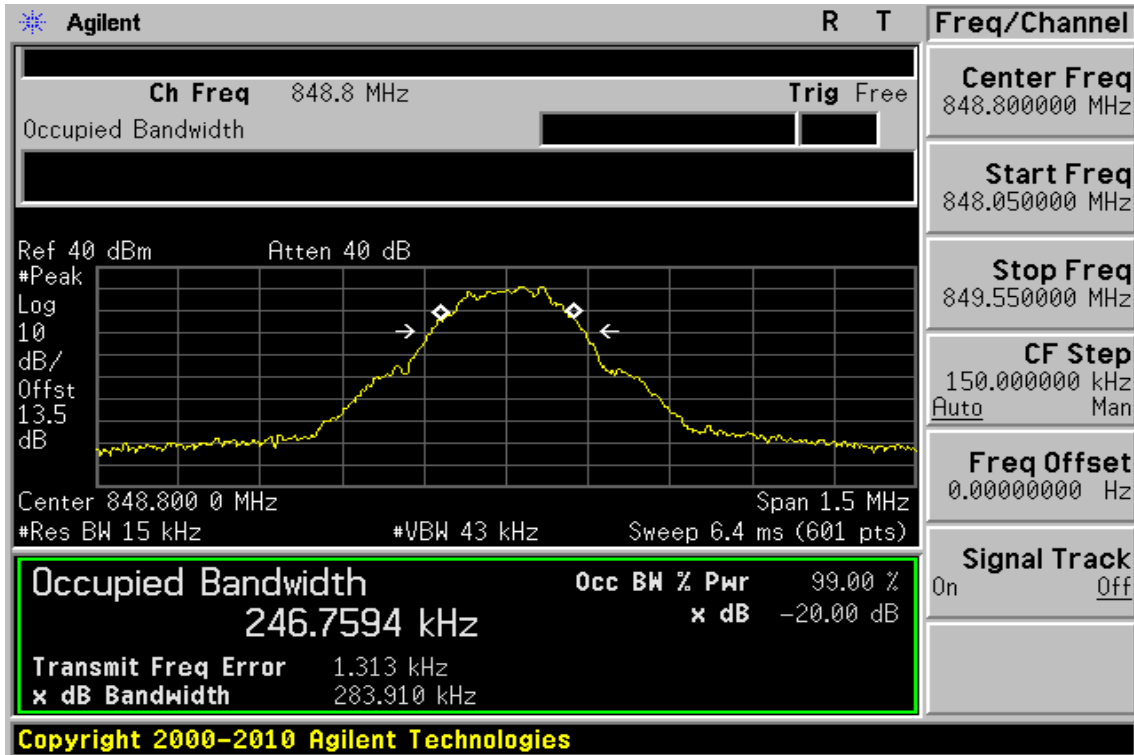 Agilent R T
Ch Freq 848.8 MHz Trig Free
Occupied Bandwidth
Ref 40 dBm Atten 40 dB
#Peak
Log
10
dB/
Offst
13.5
dB
Center 848.800 0 MHz Span 1.5 MHz
#Res BW 15 kHz #VBW 43 kHz Sweep 6.4 ms (601 pts)
Occupied Bandwidth Occ BW % Pwr 99.00 %
246.7594 kHz x dB -20.00 dB
Transmit Freq Error 1.313 kHz
x dB Bandwidth 283.910 kHz
Copyright 2000-2010 Agilent Technologies
Freq/Channel
Center Freq
848.800000 MHz
Start Freq
848.050000 MHz
Stop Freq
849.550000 MHz
CF Step
150.000000 kHz
Auto Man
Freq Offset
0.00000000 Hz
Signal Track
On Off